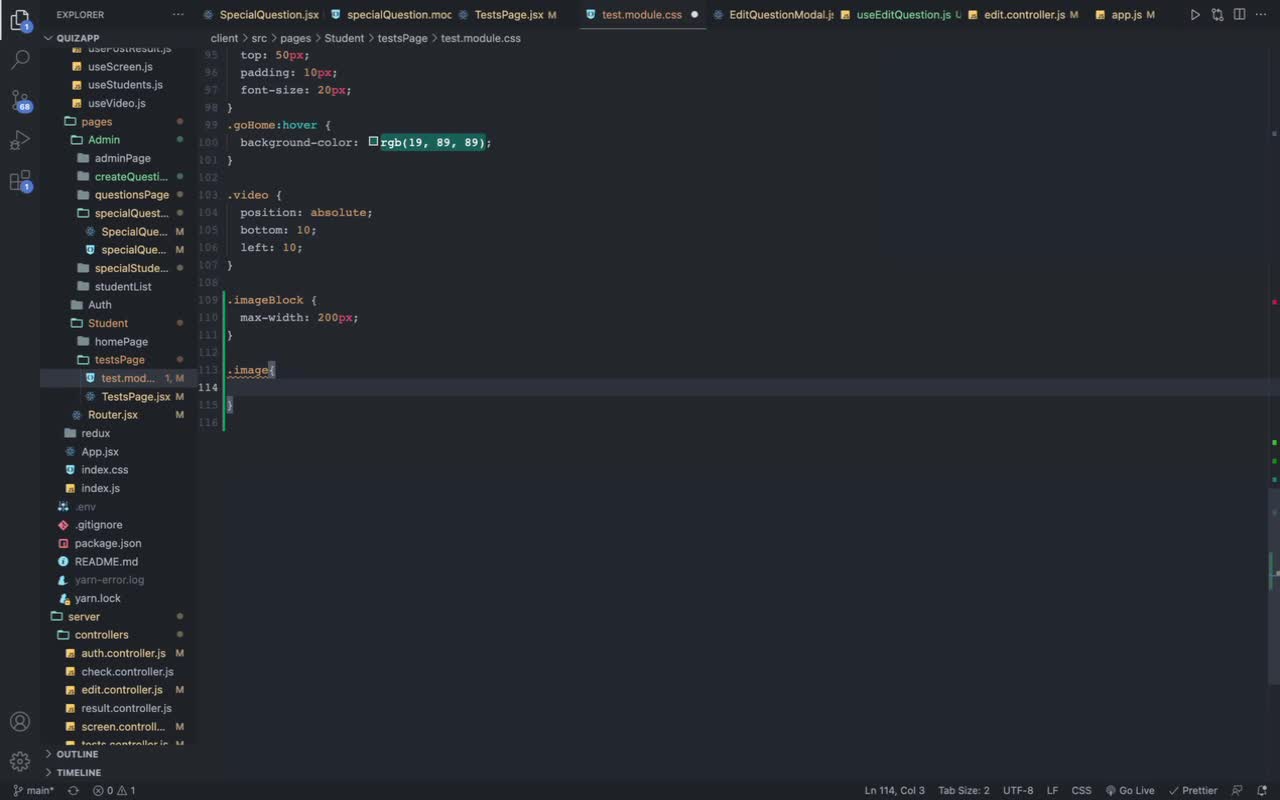 EXPLORER
SpecialQuestion.jsx
specialQuestion.moc
TestsPage.jsx M
test.module.css
EditQuestionModal.js
useEditQuestion.js U
edit.controller.js M
app.js M
client > src > pages > Student > testsPage > test.module.css
QUIZAPP
usePostResult.js
useScreen.js
useStudents.js
useVideo.js
pages
Admin
adminPage
createQuesti...
questionsPage
specialQuest...
SpecialQue... M
specialQue... M
specialStude...
studentList
Auth
Student
homePage
testsPage
test.mod... 1, M
TestsPage.jsx M
Router.jsx M
redux
App.jsx
index.css
index.js
.env
.gitignore
package.json
README.md
yarn-error.log
yarn.lock
server
controllers
auth.controller.js M
check.controller.js
edit.controller.js M
result.controller.js
screen.controll... M
tests.controller.js M
OUTLINE
TIMELINE
68
1
1
95 top: 50px;
96 padding: 10px;
97 font-size: 20px;
98 }
99 .goHome:hover {
100 background-color: rgb(19, 89, 89);
101 }
102
103 .video {
104 position: absolute;
105 bottom: 10;
106 left: 10;
107 }
108
109 .imageBlock {
110 max-width: 200px;
111 }
112
113 .image{
114
115 }
116
main* 0 1 Ln 114, Col 3 Tab Size: 2 UTF-8 LF CSS Go Live Prettier